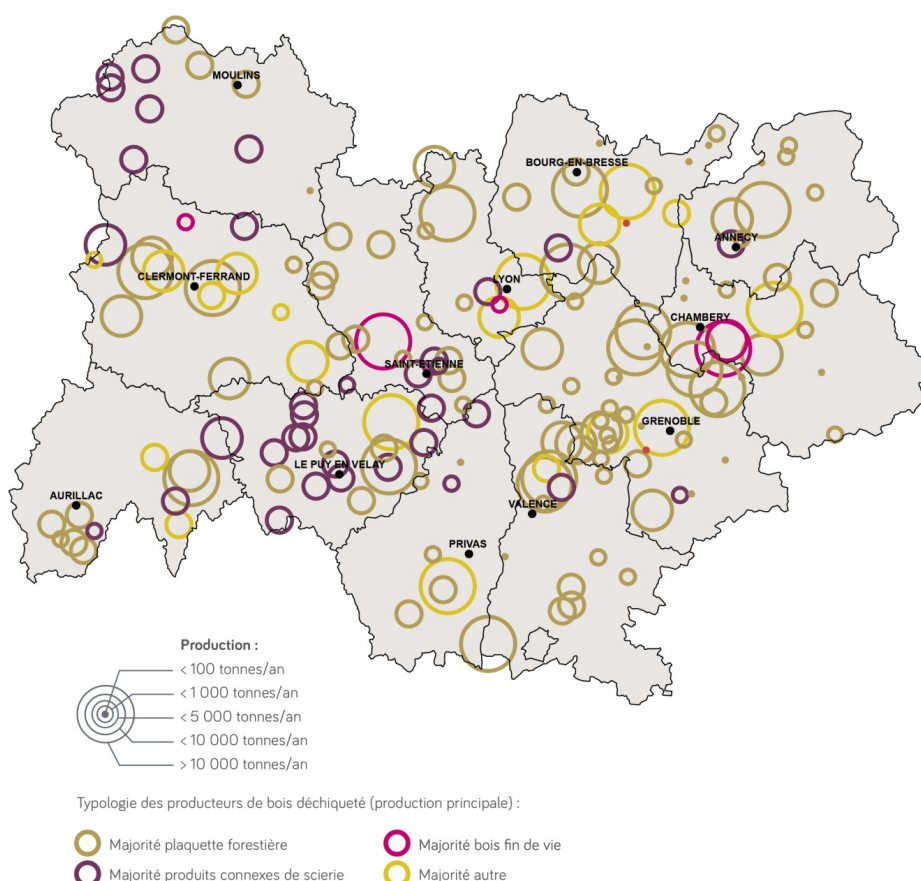 MOULINS
BOURG-EN-BRESSE
ANNECY
CLERMONT-FERRAND
LYON
CHAMBERY
SAINT-ETIENNE
GRENOBLE
LE PUY EN VELAY
AURILLAC
VALENCE
PRIVAS
Production :
< 100 tonnes/an
< 1 000 tonnes/an
< 5 000 tonnes/an
< 10 000 tonnes/an
> 10 000 tonnes/an
Typologie des producteurs de bois déchiqueté (production principale) :
Majorité plaquette forestière
Majorité bois fin de vie
Majorité produits connexes de scierie
Majorité autre